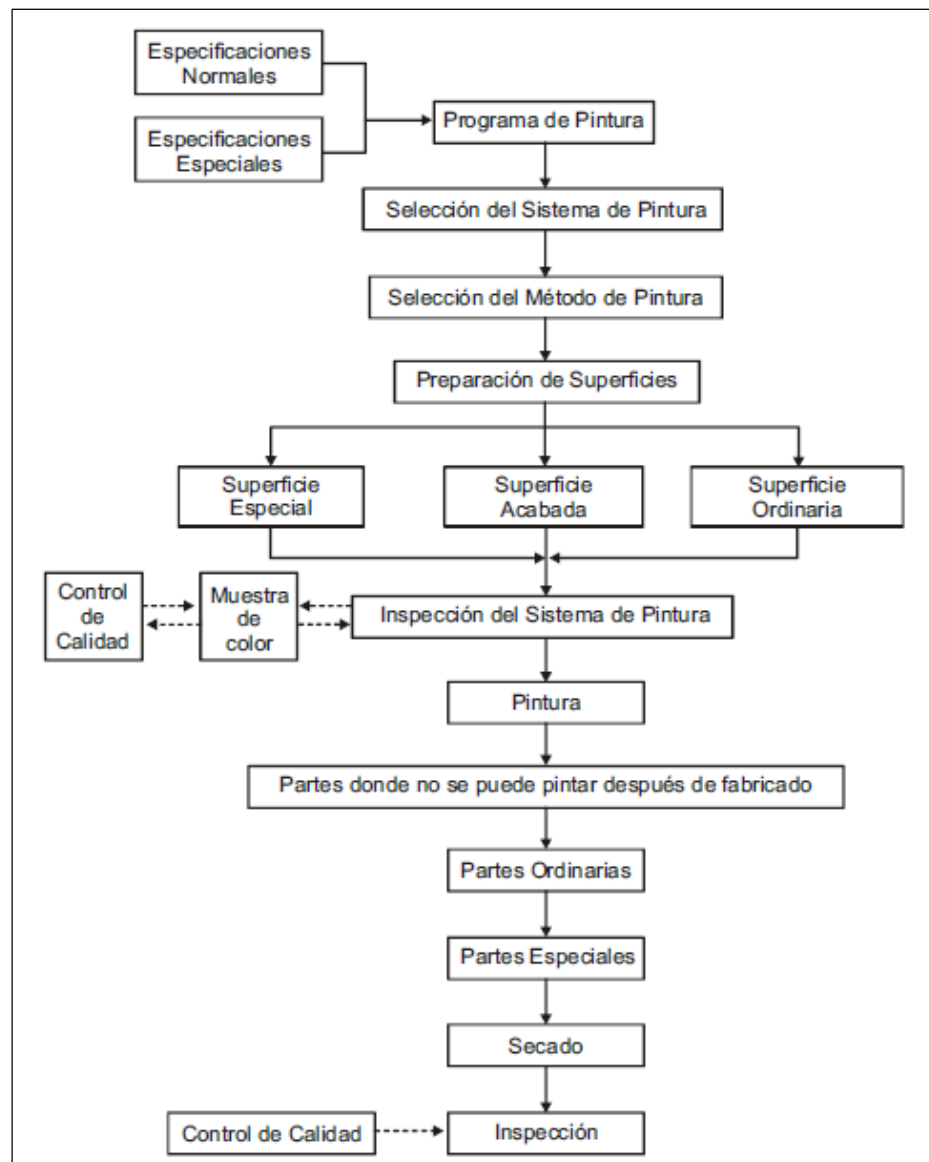 Especificaciones
Normales
Especificaciones
Especiales
Programa de Pintura
Selección del Sistema de Pintura
Selección del Método de Pintura
Preparación de Superficies
Superficie
Especial
Superficie
Acabada
Superficie
Ordinaria
Control
de
Calidad
Muestra
de
color
Inspección del Sistema de Pintura
Pintura
Partes donde no se puede pintar después de fabricado
Partes Ordinarias
Partes Especiales
Secado
Control de Calidad
Inspección